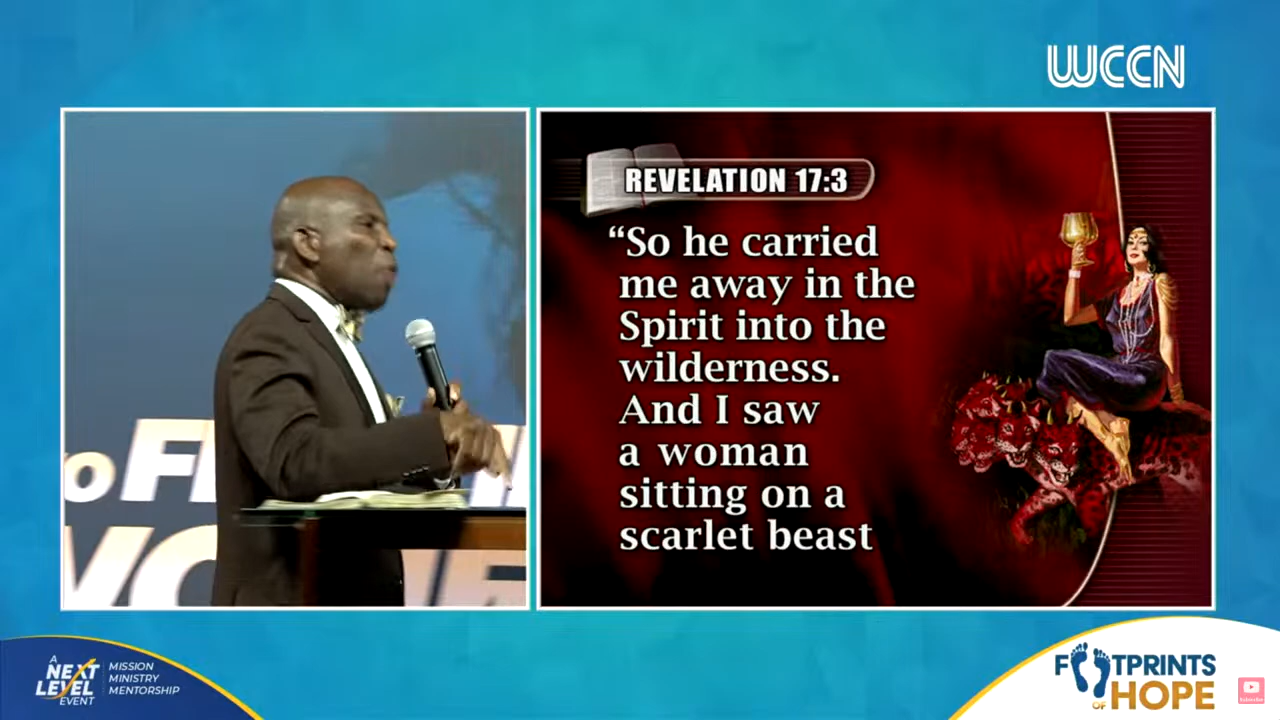 WCCN
REVELATION 17:3
“So he carried
me away in the
Spirit into the
wilderness.
And I saw
a woman
sitting on a
scarlet beast
A
NEXT
LEVEL
EVENT
MISSION
MINISTRY
MENTORSHIP
FOOTPRINTS
OF HOPE
Subscribe